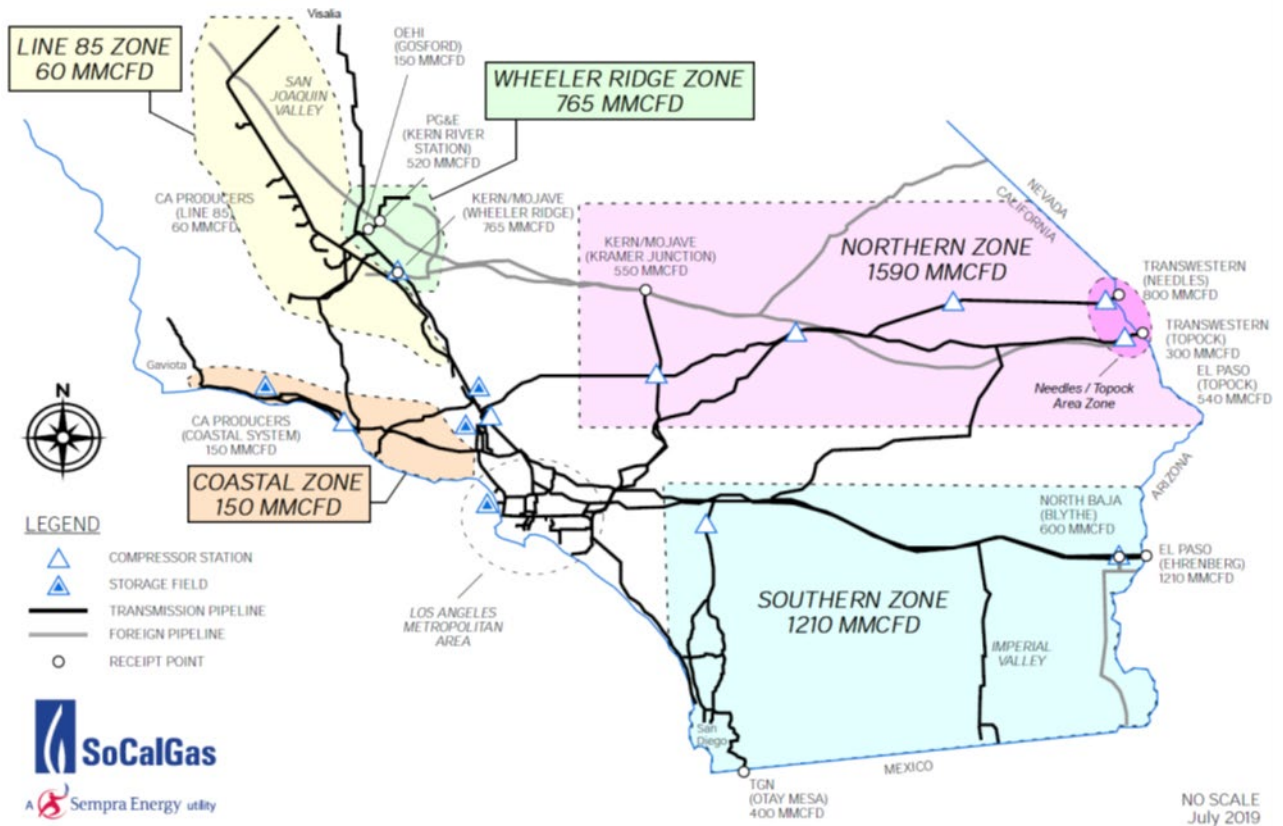 Visalia
LINE 85 ZONE
60 MMCFD
OEHI
(GOSFORD)
150 MMCFD
SAN
JOAQUIN
VALLEY
WHEELER RIDGE ZONE
765 MMCFD
PG&E
(KERN RIVER
STATION)
520 MMCFD
CA PRODUCERS
(LINE 85)
60 MMCFD
KERN/MOJAVE
(WHEELER RIDGE)
765 MMCFD
NEVADA
CALIFORNIA
KERN/MOJAVE
(KRAMER JUNCTION)
550 MMCFD
NORTHERN ZONE
1590 MMCFD
TRANSWESTERN
(NEEDLES)
800 MMCFD
TRANSWESTERN
(TOPOCK)
300 MMCFD
EL PASO
(TOPOCK)
540 MMCFD
Needles / Topock
Area Zone
Gaviota
N
CA PRODUCERS
(COASTAL SYSTEM)
150 MMCFD
COASTAL ZONE
150 MMCFD
ARIZONA
NORTH BAJA
(BLYTHE)
600 MMCFD
EL PASO
(EHRENBERG)
1210 MMCFD
LOS ANGELES
METROPOLITAN
AREA
SOUTHERN ZONE
1210 MMCFD
IMPERIAL
VALLEY
San
Diego
MEXICO
TGN
(OTAY MESA)
400 MMCFD
LEGEND
COMPRESSOR STATION
STORAGE FIELD
TRANSMISSION PIPELINE
FOREIGN PIPELINE
RECEIPT POINT
SoCalGas
A Sempra Energy utility
NO SCALE
July 2019